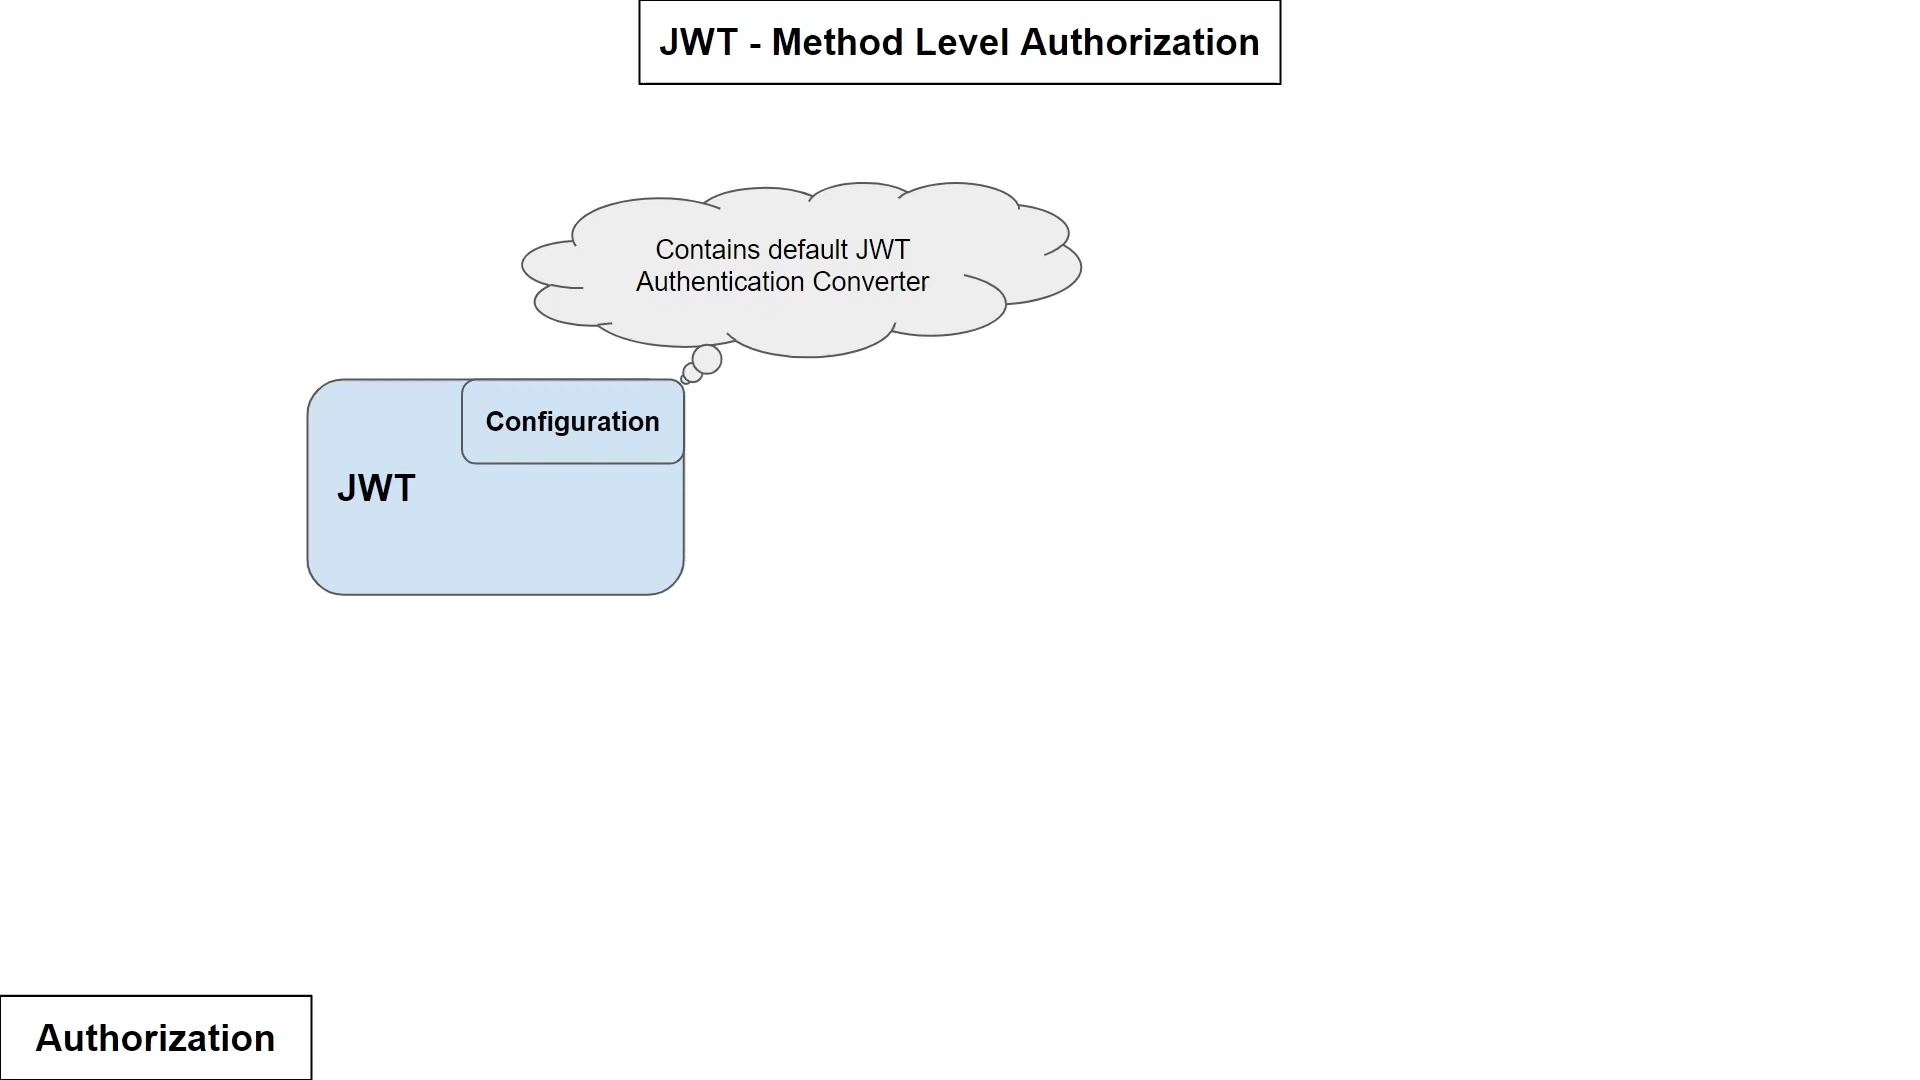 JWT - Method Level Authorization
Contains default JWT
Authentication Converter
Configuration
JWT
Authorization